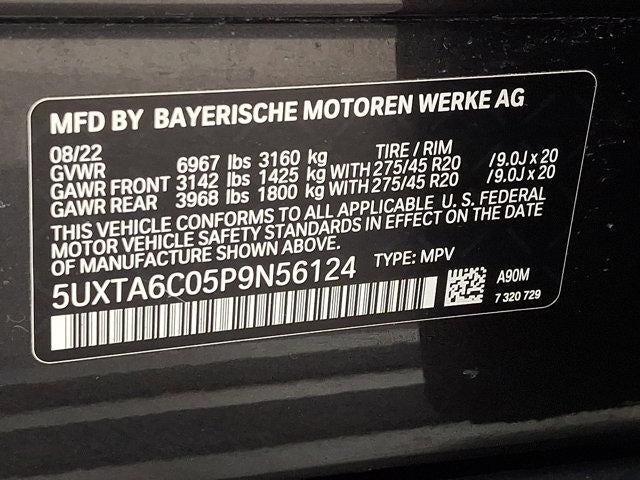 MFD BY BAYERISCHE MOTOREN WERKE AG
08/22 TIRE / RIM
GVWR 6967 lbs 3160 kg
GAWR FRONT 3142 lbs 1425 kg WITH 275/45 R20 /9.0J x 20
GAWR REAR 3968 lbs 1800 kg WITH 275/45 R20 /9.0J x 20
THIS VEHICLE CONFORMS TO ALL APPLICABLE U. S. FEDERAL
MOTOR VEHICLE SAFETY STANDARDS IN EFFECT ON THE DATE
OF MANUFACTURE SHOWN ABOVE.
5UXTA6C05P9N56124 TYPE: MPV
A90M
7 320 729